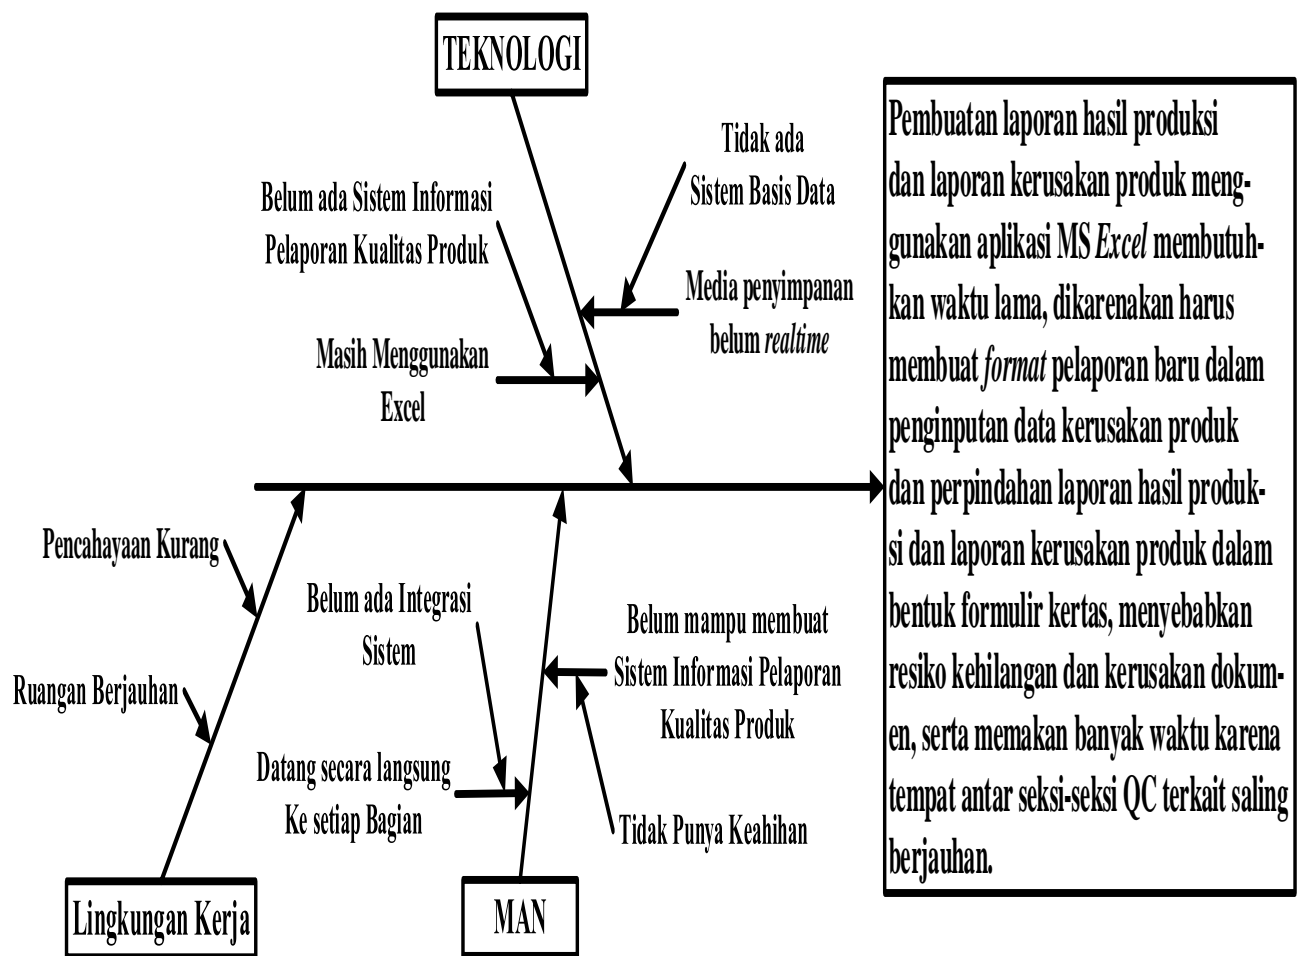 TEKNOLOGI
Tidak ada
Sistem Basis Data
Belum ada Sistem Informasi
Pelaporan Kualitas Produk
Media penyimpanan
belum realtime
Masih Menggunakan
Excel
Pembuatan laporan hasil produksi
dan laporan kerusakan produk meng-
gunakan aplikasi MS Excel membutuh-
kan waktu lama, dikarenakan harus
membuat format pelaporan baru dalam
penginputan data kerusakan produk
dan perpindahan laporan hasil produk-
si dan laporan kerusakan produk dalam
bentuk formulir kertas, menyebabkan
resiko kehilangan dan kerusakan dokum-
en, serta memakan banyak waktu karena
tempat antar seksi-seksi QC terkait saling
berjauhan.
Pencahayaan Kurang
Ruangan Berjauhan
Belum ada Integrasi
Sistem
Datang secara langsung
Ke setiap Bagian
Belum mampu membuat
Sistem Informasi Pelaporan
Kualitas Produk
Tidak Punya Keahihan
Lingkungan Kerja
MAN